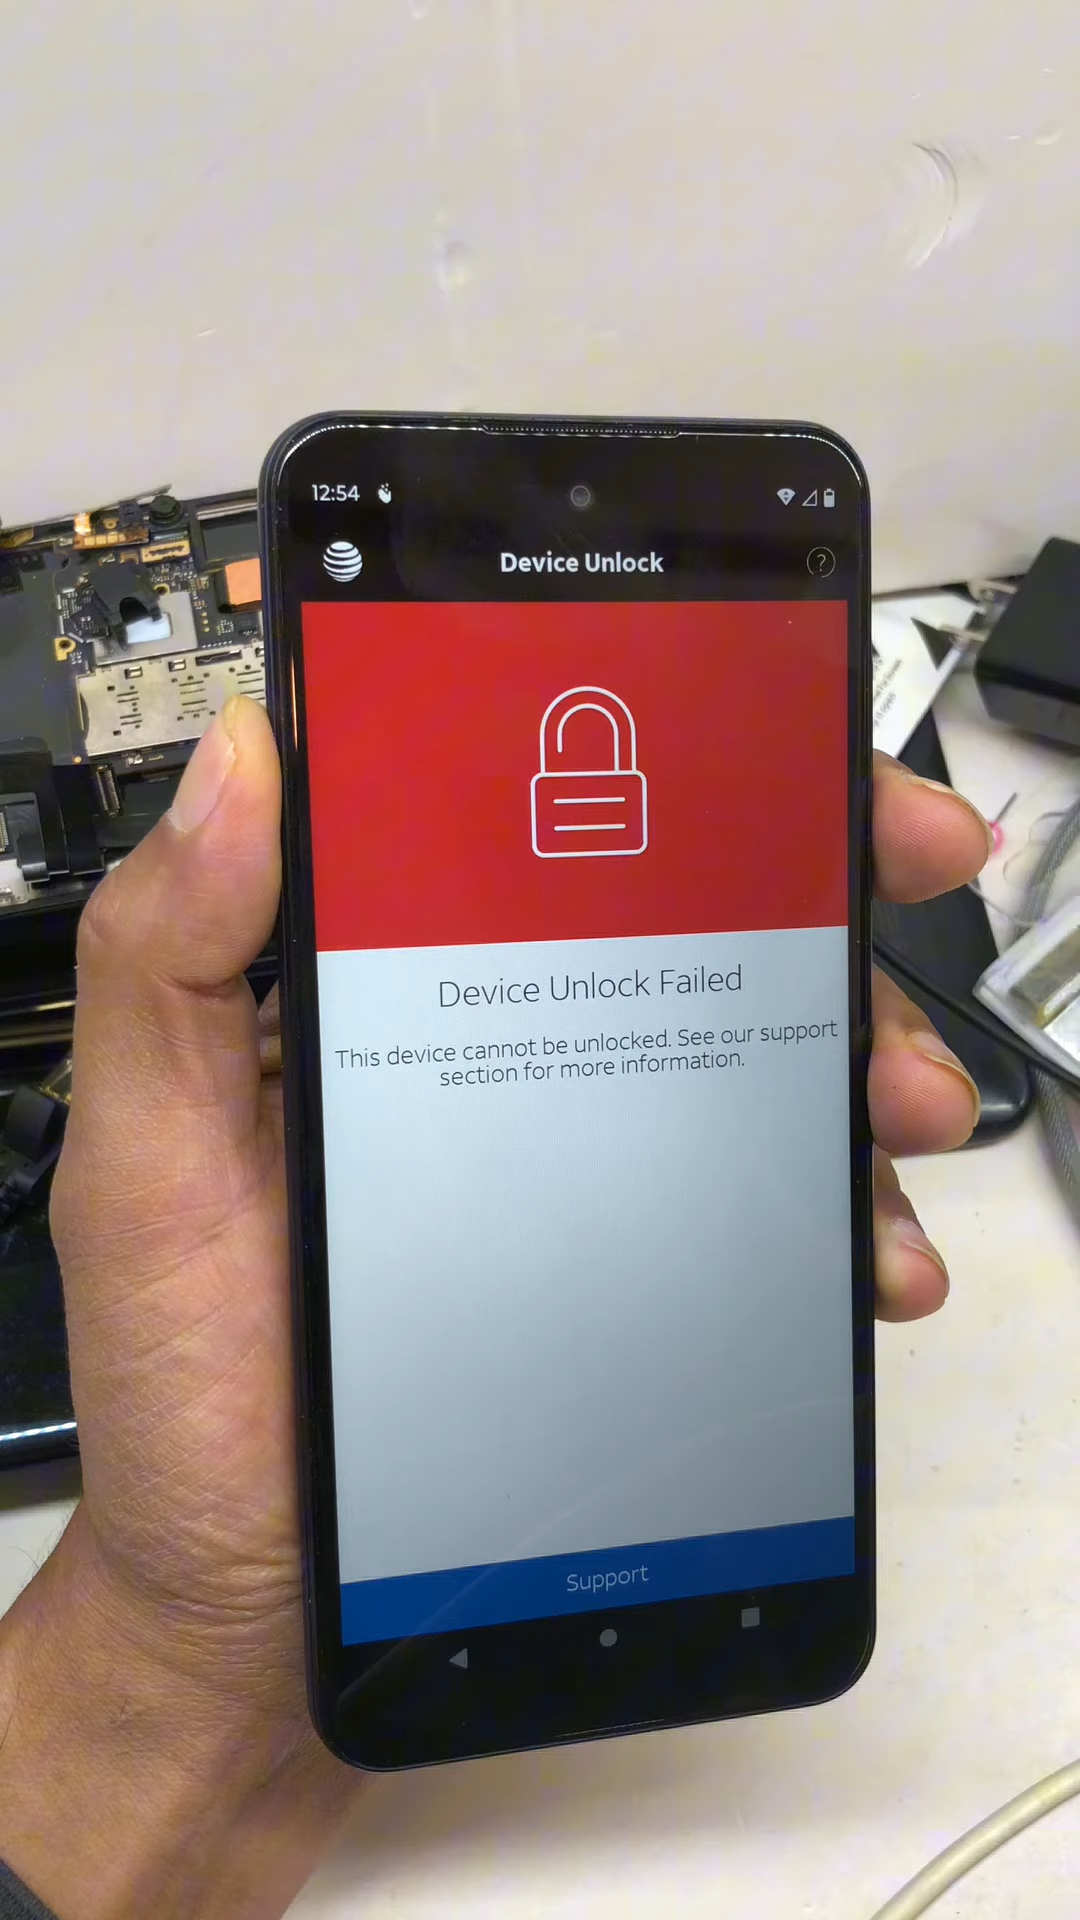 12:54
Device Unlock
?
Device Unlock Failed
This device cannot be unlocked. See our support
section for more information.
Support